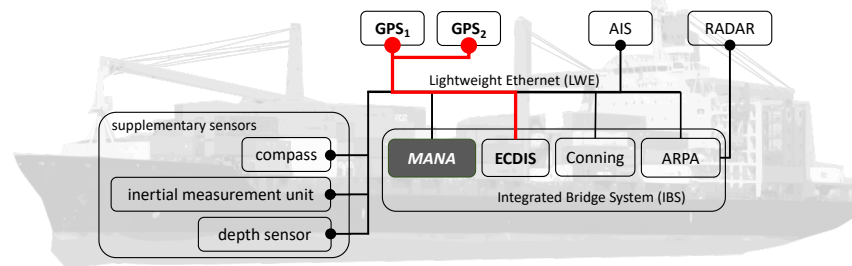 GPS₁
GPS₂
AIS
RADAR
Lightweight Ethernet (LWE)
supplementary sensors
compass
inertial measurement unit
depth sensor
MANA
ECDIS
Conning
ARPA
Integrated Bridge System (IBS)